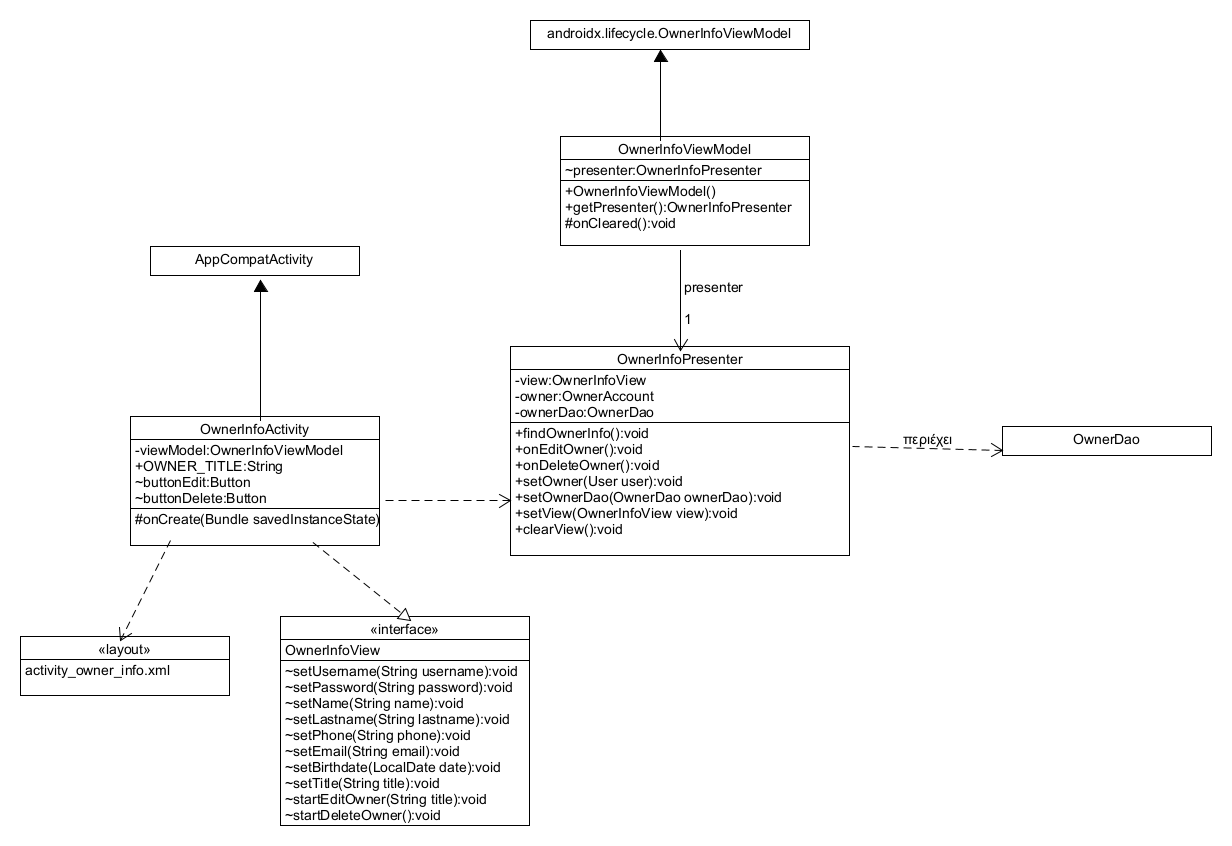 androidx.lifecycle.OwnerInfoViewModel
OwnerInfoViewModel
~presenter:OwnerInfoPresenter
+OwnerInfoViewModel()
+getPresenter():OwnerInfoPresenter
#onCleared():void
AppCompatActivity
presenter
1
OwnerInfoPresenter
-view:OwnerInfoView
-owner:OwnerAccount
-ownerDao:OwnerDao
+findOwnerInfo():void
+onEditOwner():void
+onDeleteOwner():void
+setOwner(User user):void
+setOwnerDao(OwnerDao ownerDao):void
+setView(OwnerInfoView view):void
+clearView():void
περιέχει
OwnerDao
OwnerInfoActivity
-viewModel:OwnerInfoViewModel
+OWNER_TITLE:String
~buttonEdit:Button
~buttonDelete:Button
#onCreate(Bundle savedInstanceState)
«layout»
activity_owner_info.xml
«interface»
OwnerInfoView
~setUsername(String username):void
~setPassword(String password):void
~setName(String name):void
~setLastname(String lastname):void
~setPhone(String phone):void
~setEmail(String email):void
~setBirthdate(LocalDate date):void
~setTitle(String title):void
~startEditOwner(String title):void
~startDeleteOwner():void